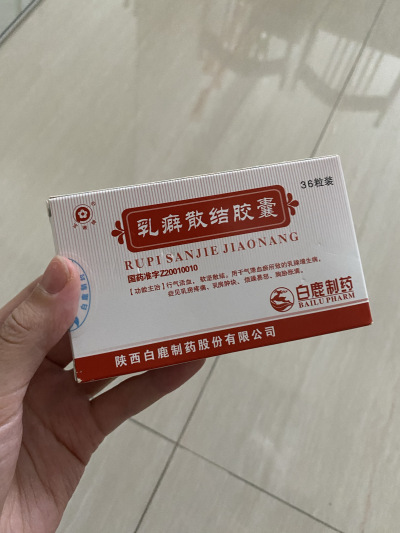 36粒装
乳癖散结胶囊
RUPI SANJIE JIAONANG
国药准字Z20010010
【功能主治】行气活血，软坚散结。用于气滞血瘀所致的乳腺增生病，
症见乳房疼痛、乳房肿块、烦躁易怒、胸胁胀满。
白鹿制药
BAILU PHARM
白鹿制药
陕西白鹿制药股份有限公司